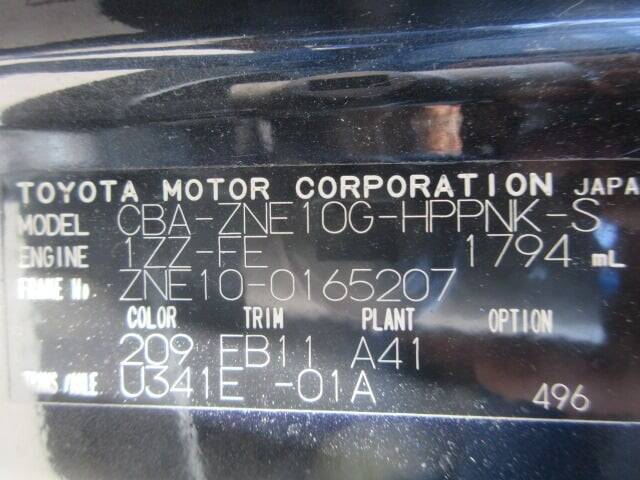 TOYOTA MOTOR CORPORATION JAPA
MODEL CBA-ZNE10G-HPPNK-S
ENGINE 1ZZ-FE 1794 mL
FRAME No. ZNE10-0165207
COLOR TRIM PLANT OPTION
209 FB11 A41
TRANS/AXLE U341E -01A
496